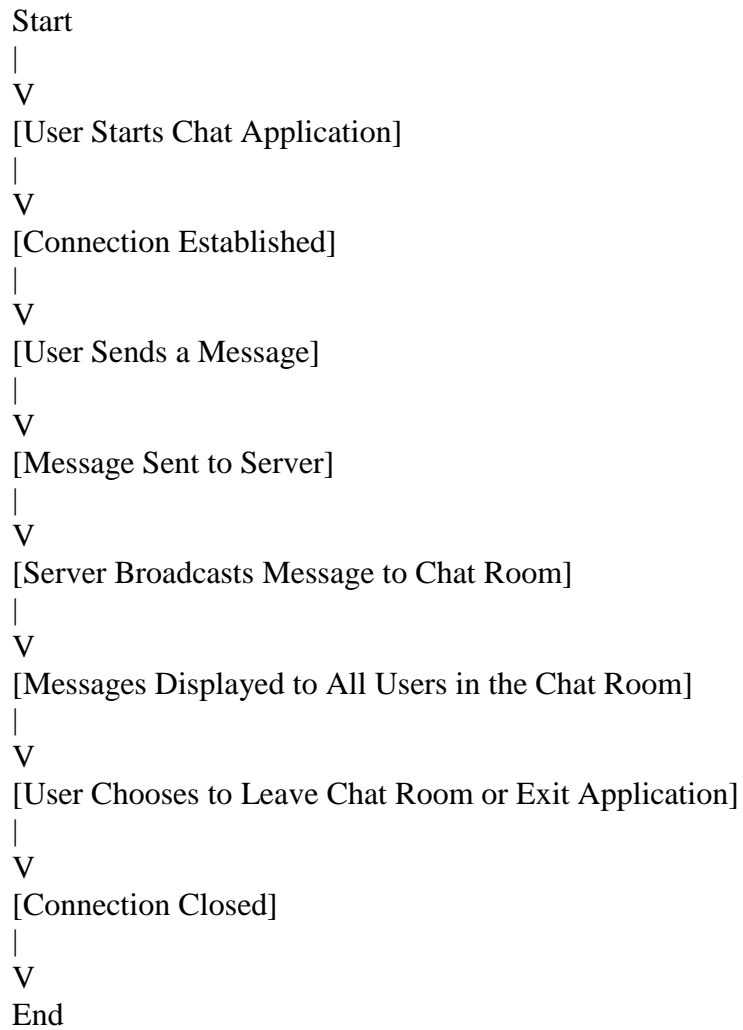 Start
|
V
[User Starts Chat Application]
|
V
[Connection Established]
|
V
[User Sends a Message]
|
V
[Message Sent to Server]
|
V
[Server Broadcasts Message to Chat Room]
|
V
[Messages Displayed to All Users in the Chat Room]
|
V
[User Chooses to Leave Chat Room or Exit Application]
|
V
[Connection Closed]
|
V
End